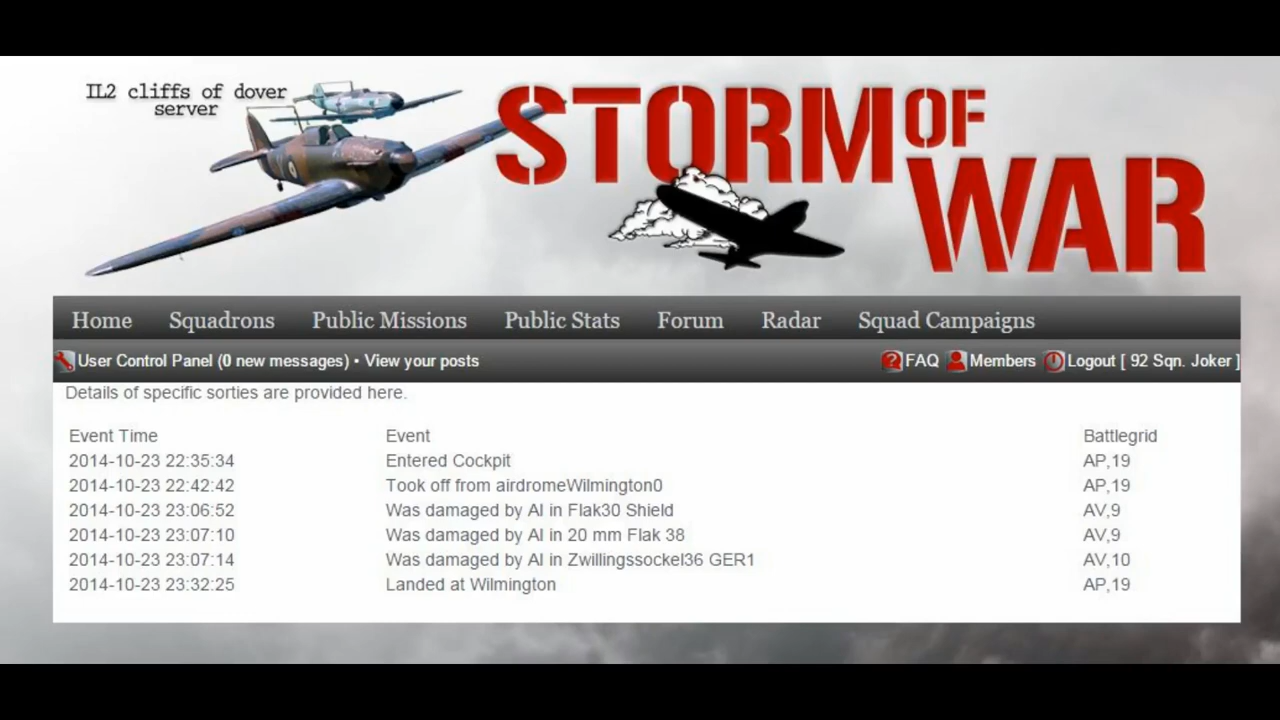 IL2 cliffs of dover
server
STORM OF
WAR
Home Squadrons Public Missions Public Stats Forum Radar Squad Campaigns
User Control Panel (0 new messages) • View your posts FAQ Members Logout [ 92 Sqn. Joker ]
Details of specific sorties are provided here.
Event Time Event Battlegrid
2014-10-23 22:35:34 Entered Cockpit AP,19
2014-10-23 22:42:42 Took off from airdromeWilmington0 AP,19
2014-10-23 23:06:52 Was damaged by AI in Flak30 Shield AV,9
2014-10-23 23:07:10 Was damaged by AI in 20 mm Flak 38 AV,9
2014-10-23 23:07:14 Was damaged by AI in Zwillingssockel36 GER1 AV,10
2014-10-23 23:32:25 Landed at Wilmington AP,19